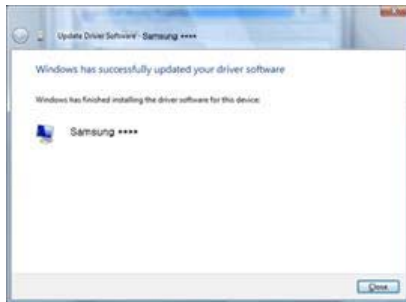 Update Driver Software - Samsung ****
Windows has successfully updated your driver software
Windows has finished installing the driver software for this device:
Samsung ****
Close